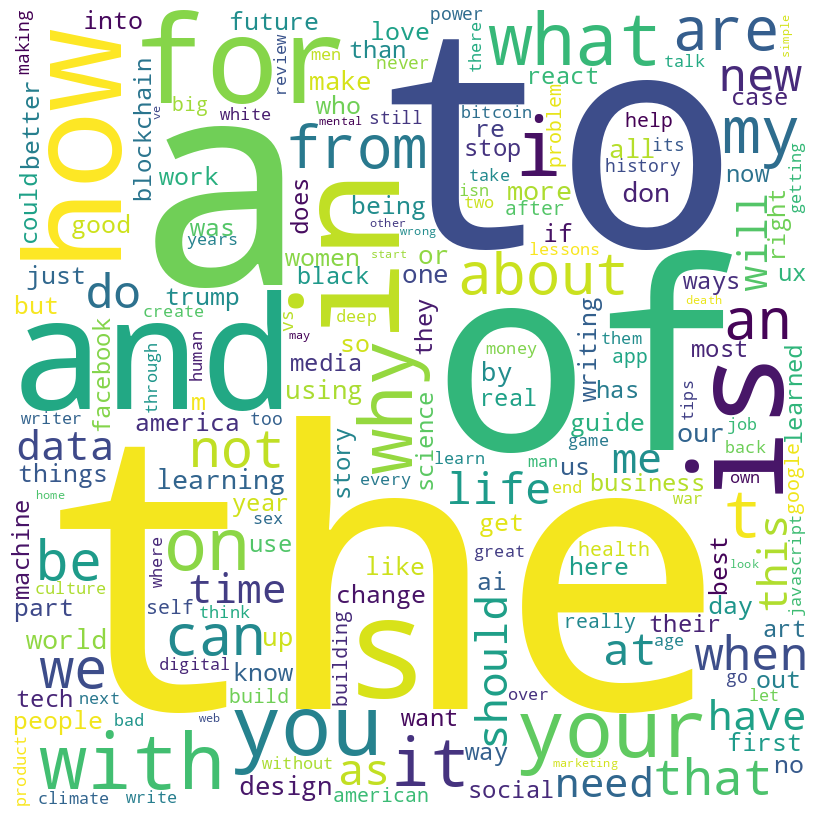 making
into
future
love
power
there
simple
how
for
a
to
what
are
than
men
never
review
make
react
talk
new
case
could
better
blockchain
ve
big
white
who
mental
still
bitcoin
re
problem
help
my
work
from
stop
i
all
its
history
now
good
was
years
does
in
being
isn
take
two
more
after
don
getting
other
wrong
if
will
right
just
do
women
or
start
one
about
lessons
ways
ux
but
trump
black
create
vs
deep
so
they
of
death
an
and
may
media
why
money
by
real
writing
them
app
has
most
is
facebook
through
human
m
using
science
guide
tips
our
learned
writer
america
data
not
story
game
man
us
me
job
back
things
learning
every
learn
life
end
business
war
own
google
home
year
sex
the
get
t
this
machine
be
on
use
where
time
like
great
health
here
best
look
javascript
culture
part
self
think
change
ai
should
really
their
day
world
can
up
s
at
age
art
we
digital
know
building
when
tech
next
build
over
go
out
let
people
bad
web
you
want
your
have
first
product
with
without
as
it
way
marketing
need
that
no
climate
write
design
american
social